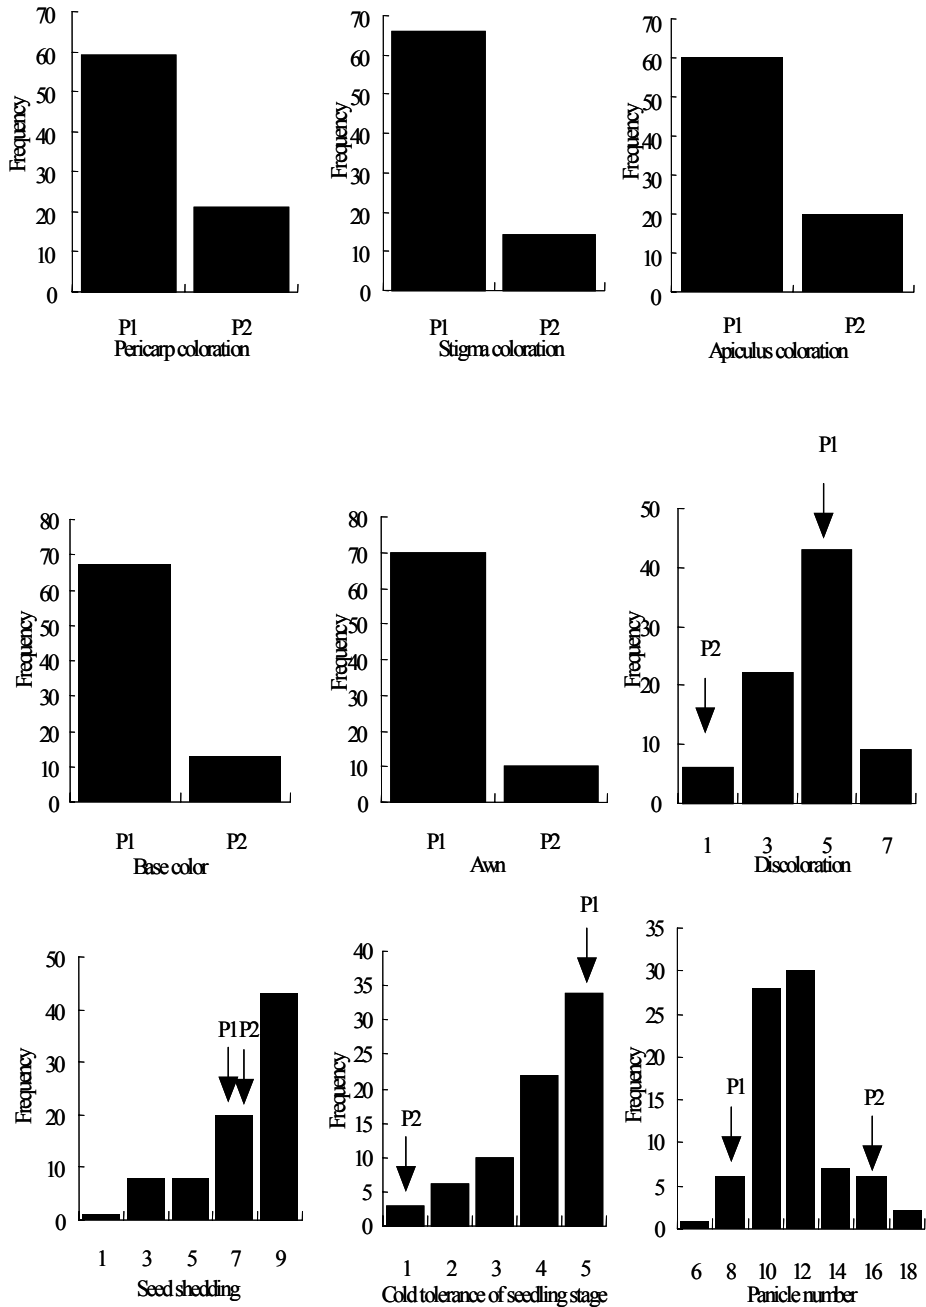 70
60
50
40
30
20
10
0
Frequency
P1 P2
Pericarp coloration
70
60
50
40
30
20
10
0
Frequency
P1 P2
Stigma coloration
70
60
50
40
30
20
10
0
Frequency
P1 P2
Apiculus coloration
80
70
60
50
40
30
20
10
0
Frequency
P1 P2
Base color
80
70
60
50
40
30
20
10
0
Frequency
P1 P2
Awn
P1
P2
50
40
30
20
10
0
Frequency
1 3 5 7
Discoloration
50
40
30
20
10
0
Frequency
P1 P2
1 3 5 7 9
Seed shedding
P1
P2
40
35
30
25
20
15
10
5
0
Frequency
1 2 3 4 5
Cold tolerance of seedling stage
35
30
25
20
15
10
5
0
Frequency
P1
P2
6 8 10 12 14 16 18
Panicle number